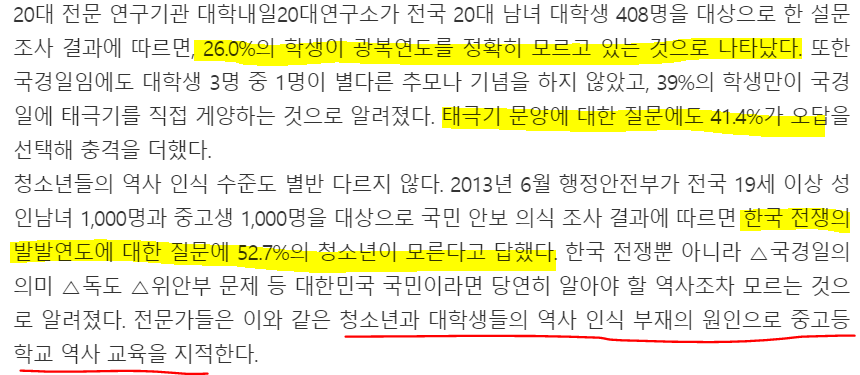 20대 전문 연구기관 대학내일20대연구소가 전국 20대 남녀 대학생 408명을 대상으로 한 설문
조사 결과에 따르면, 26.0%의 학생이 광복연도를 정확히 모르고 있는 것으로 나타났다. 또한
국경일임에도 대학생 3명 중 1명이 별다른 추모나 기념을 하지 않았고, 39%의 학생만이 국경
일에 태극기를 직접 게양하는 것으로 알려졌다. 태극기 문양에 대한 질문에도 41.4%가 오답을
선택해 충격을 더했다.
청소년들의 역사 인식 수준도 별반 다르지 않다. 2013년 6월 행정안전부가 전국 19세 이상 성
인남녀 1,000명과 중고생 1,000명을 대상으로 국민 안보 의식 조사 결과에 따르면 한국 전쟁의
발발연도에 대한 질문에 52.7%의 청소년이 모른다고 답했다. 한국 전쟁뿐 아니라 △국경일의
의미 △독도 △위안부 문제 등 대한민국 국민이라면 당연히 알아야 할 역사조차 모르는 것으
로 알려졌다. 전문가들은 이와 같은 청소년과 대학생들의 역사 인식 부재의 원인으로 중고등
학교 역사 교육을 지적한다.